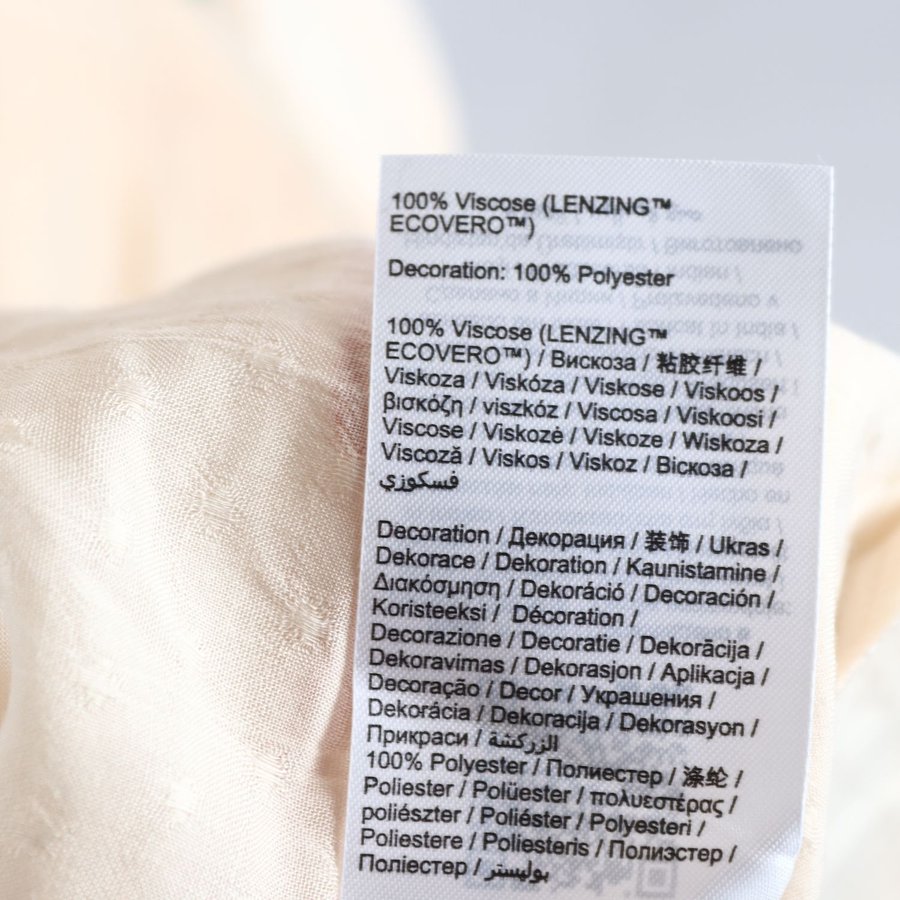 100% Viscose (LENZING™
ECOVERO™)
Decoration: 100% Polyester
100% Viscose (LENZING™
ECOVERO™) / Вискоза / 粘胶纤维 /
Viskoza / Viskóza / Viskose / Viskoos /
βισκόζη / viszkóz / Viscosa / Viskoosi /
Viscose / Viskozė / Viskoze / Wiskoza /
Viscoză / Viskos / Viskoz / Віскоза /
فسكوزي
Decoration / Декорация / 装饰 / Ukras /
Dekorace / Dekoration / Kaunistamine /
Διακόσμηση / Dekoráció / Decoración /
Koristeeksi / Décoration /
Decorazione / Decoratie / Dekorācija /
Dekoravimas / Dekorasjon / Aplikacja /
Decoração / Decor / Украшения /
Dekorácia / Dekoracija / Dekorasyon /
Прикраси / الزركشة
100% Polyester / Полиестер / 涤纶 /
Poliester / Polüester / πολυεστέρας /
poliészter / Poliéster / Polyesteri /
Poliestere / Poliesteris / Полиэстер /
Поліестер / بوليستر